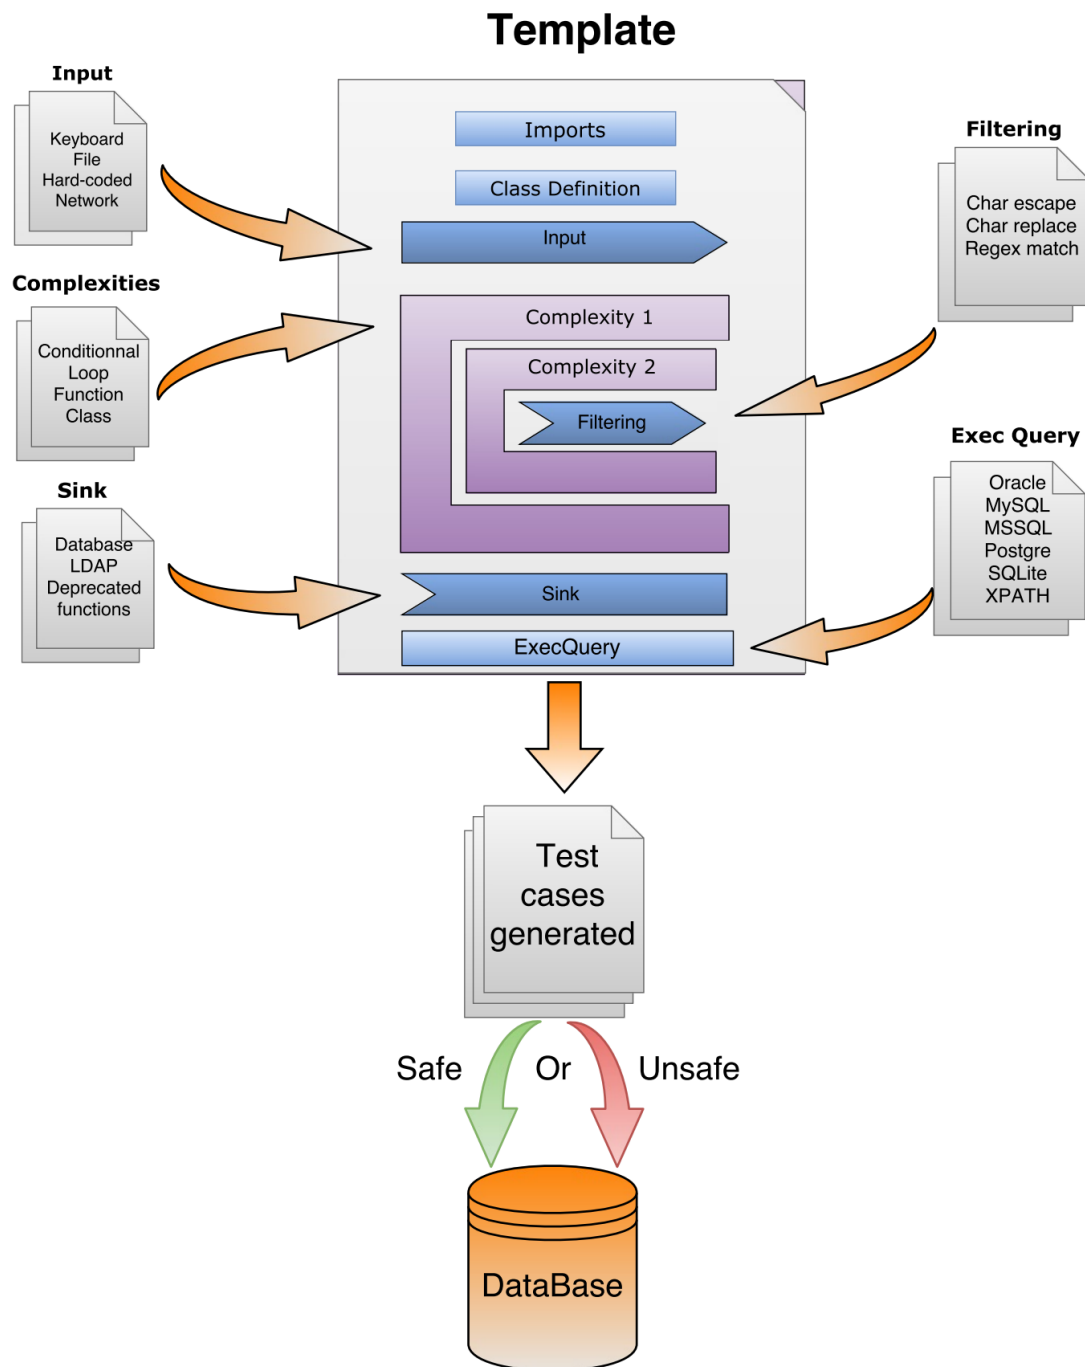 Template
Input
Keyboard
File
Hard-coded
Network
Complexities
Conditionnal
Loop
Function
Class
Sink
Database
LDAP
Deprecated
functions
Imports
Class Definition
Input
Complexity 1
Complexity 2
Filtering
Sink
ExecQuery
Filtering
Char escape
Char replace
Regex match
Exec Query
Oracle
MySQL
MSSQL
Postgre
SQLite
XPATH
Test
cases
generated
Safe Or Unsafe
DataBase